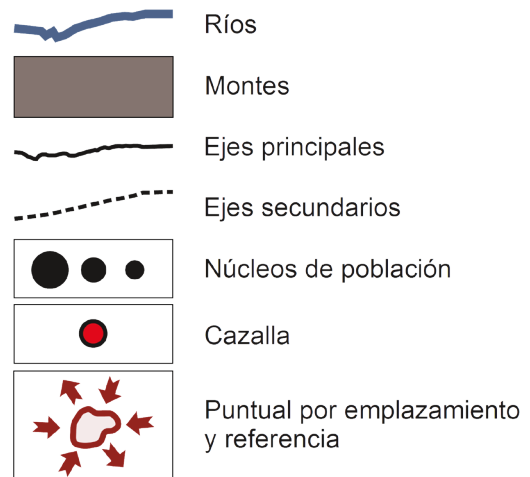 Ríos
Montes
Ejes principales
Ejes secundarios
Núcleos de población
Cazalla
Puntual por emplazamiento
y referencia